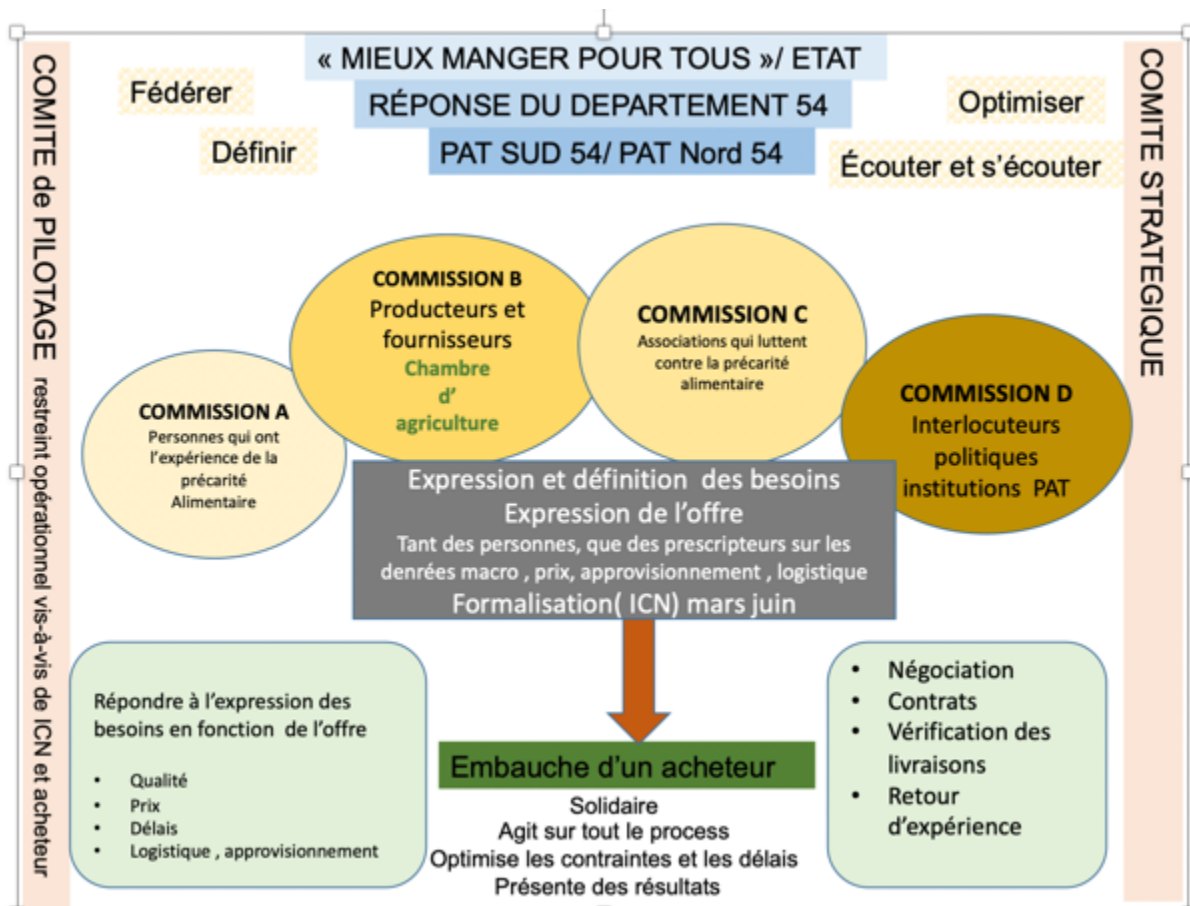 « MIEUX MANGER POUR TOUS »/ ETAT
RÉPONSE DU DEPARTEMENT 54
PAT SUD 54/ PAT Nord 54
Fédérer
Définir
Optimiser
Écouter et s'écouter
COMITE de PILOTAGE restreint opérationnel vis-à-vis de ICN et acheteur
COMITE STRATEGIQUE
COMMISSION A
Personnes qui ont
l'expérience de la
précarité
Alimentaire
COMMISSION B
Producteurs et
fournisseurs
Chambre
d'
agriculture
COMMISSION C
Associations qui luttent
contre la précarité
alimentaire
COMMISSION D
Interlocuteurs
politiques
institutions PAT
Expression et définition des besoins
Expression de l'offre
Tant des personnes, que des prescripteurs sur les
denrées macro , prix, approvisionnement , logistique
Formalisation( ICN) mars juin
Répondre à l'expression des
besoins en fonction de l'offre
• Qualité
• Prix
• Délais
• Logistique , approvisionnement
Embauche d'un acheteur
Solidaire
Agit sur tout le process
Optimise les contraintes et les délais
Présente des résultats
• Négociation
• Contrats
• Vérification des
livraisons
• Retour
d'expérience